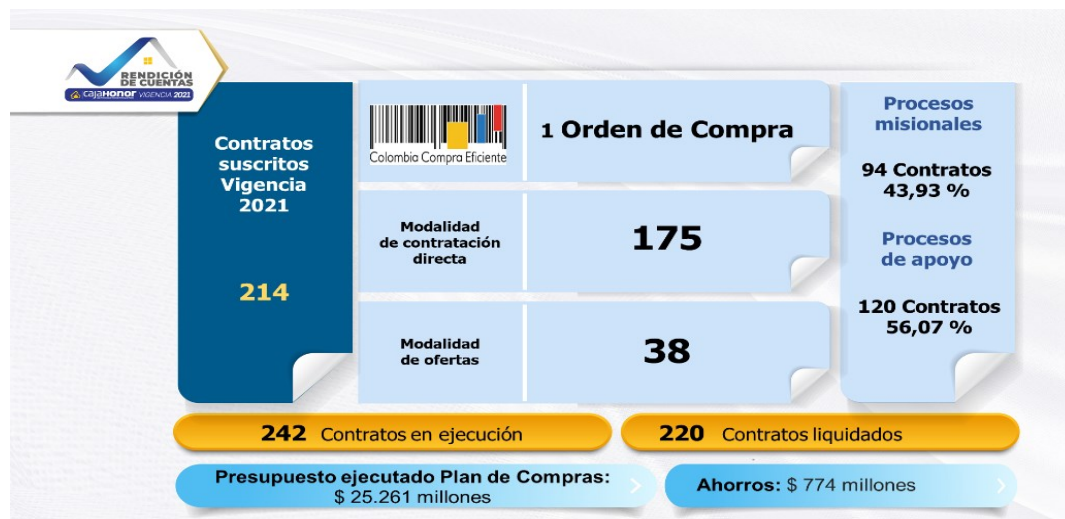 RENDICIÓN
DE CUENTAS
CajaHonor VIGENCIA 2021
Contratos
suscritos
Vigencia
2021
214
Colombia Compra Eficiente
1 Orden de Compra
Modalidad
de contratación
directa
175
Modalidad
de ofertas
38
Procesos
misionales
94 Contratos
43,93 %
Procesos
de apoyo
120 Contratos
56,07 %
242 Contratos en ejecución
220 Contratos liquidados
Presupuesto ejecutado Plan de Compras:
$ 25.261 millones
Ahorros: $ 774 millones